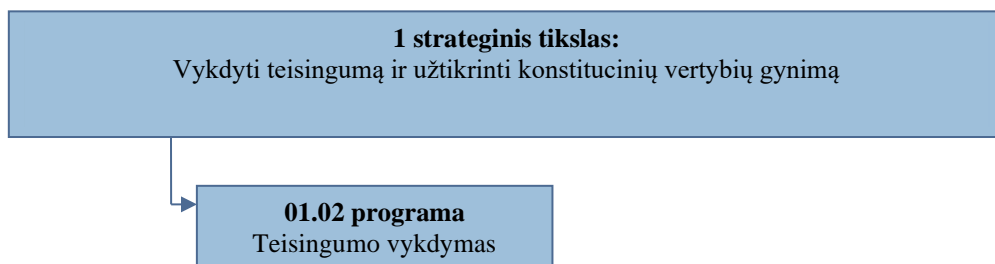 1 strateginis tikslas:
Vykdyti teisingumą ir užtikrinti konstitucinių vertybių gynimą
01.02 programa
Teisingumo vykdymas